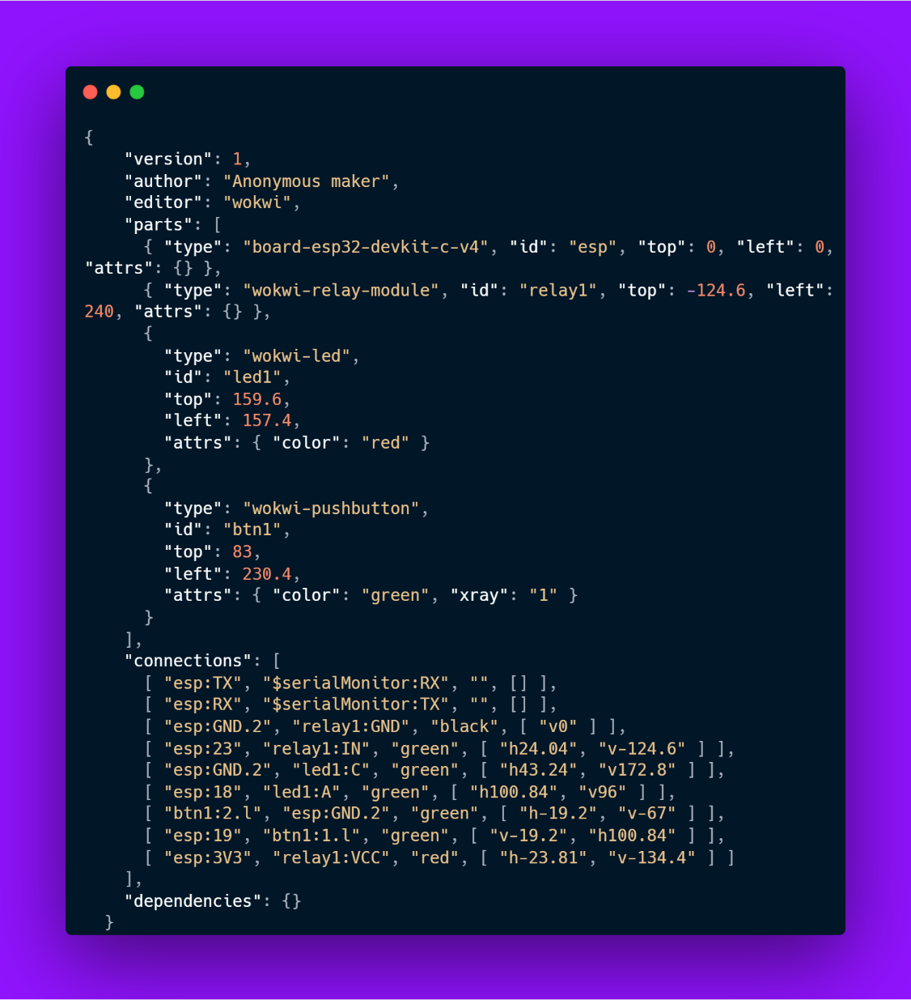 {
    "version": 1,
    "author": "Anonymous maker",
    "editor": "wokwi",
    "parts": [
      { "type": "board-esp32-devkit-c-v4", "id": "esp", "top": 0, "left": 0,
"attrs": {} },
      { "type": "wokwi-relay-module", "id": "relay1", "top": -124.6, "left":
240, "attrs": {} },
      {
        "type": "wokwi-led",
        "id": "led1",
        "top": 159.6,
        "left": 157.4,
        "attrs": { "color": "red" }
      },
      {
        "type": "wokwi-pushbutton",
        "id": "btn1",
        "top": 83,
        "left": 230.4,
        "attrs": { "color": "green", "xray": "1" }
      }
    ],
    "connections": [
      [ "esp:TX", "$serialMonitor:RX", "", [] ],
      [ "esp:RX", "$serialMonitor:TX", "", [] ],
      [ "esp:GND.2", "relay1:GND", "black", [ "v0" ] ],
      [ "esp:23", "relay1:IN", "green", [ "h24.04", "v-124.6" ] ],
      [ "esp:GND.2", "led1:C", "green", [ "h43.24", "v172.8" ] ],
      [ "esp:18", "led1:A", "green", [ "h100.84", "v96" ] ],
      [ "btn1:2.l", "esp:GND.2", "green", [ "h-19.2", "v-67" ] ],
      [ "esp:19", "btn1:1.l", "green", [ "v-19.2", "h100.84" ] ],
      [ "esp:3V3", "relay1:VCC", "red", [ "h-23.81", "v-134.4" ] ]
    ],
    "dependencies": {}
  }